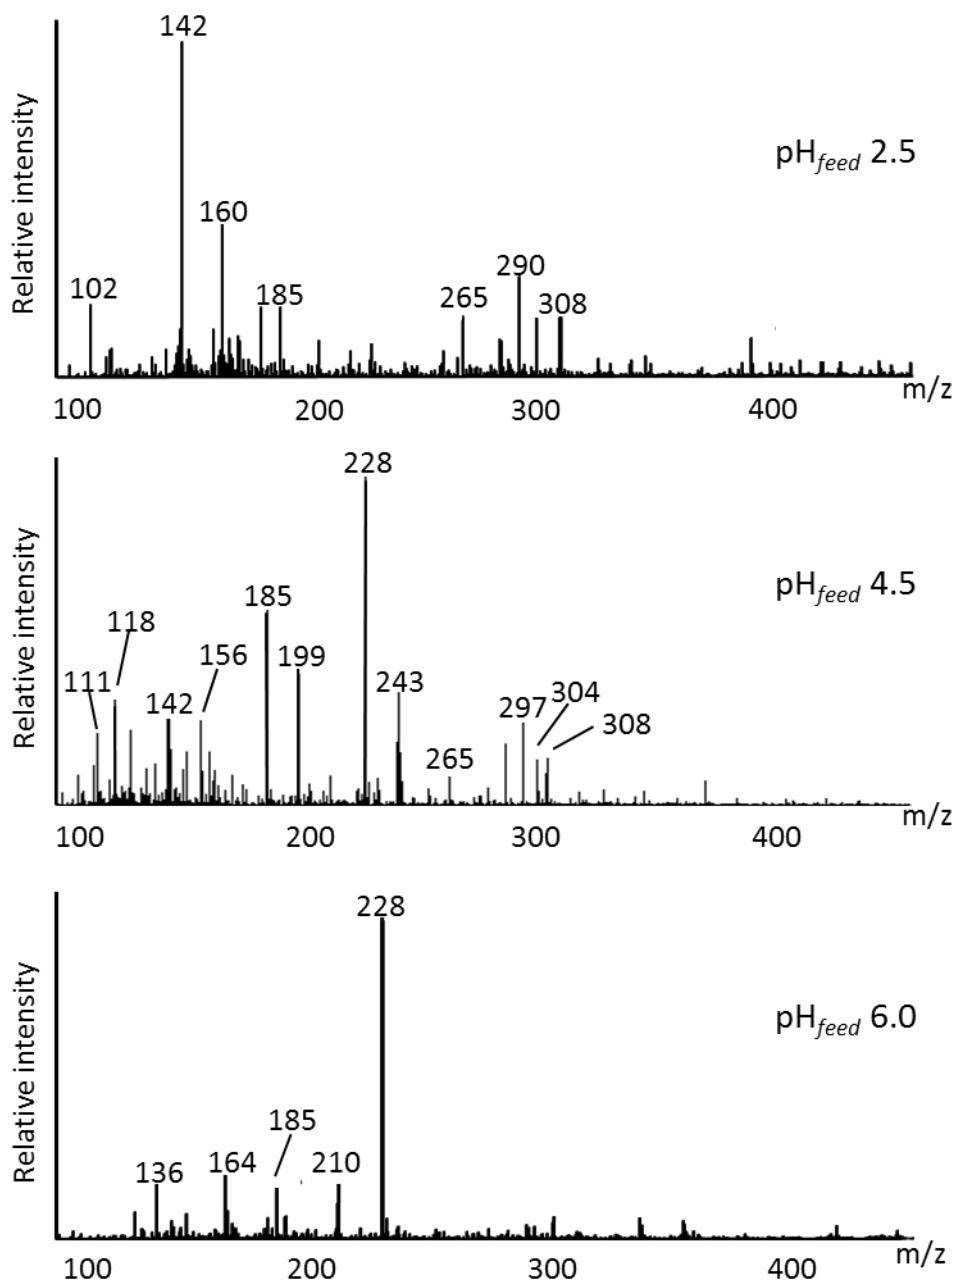 142
Relative intensity
pHfeed 2.5
160
102
185
265
290
308
m/z
100 200 300 400
228
Relative intensity
pHfeed 4.5
185
118
156
199
111
142
243
297
304
308
265
m/z
100 200 300 400
228
Relative intensity
pHfeed 6.0
185
136
164
210
m/z
100 200 300 400